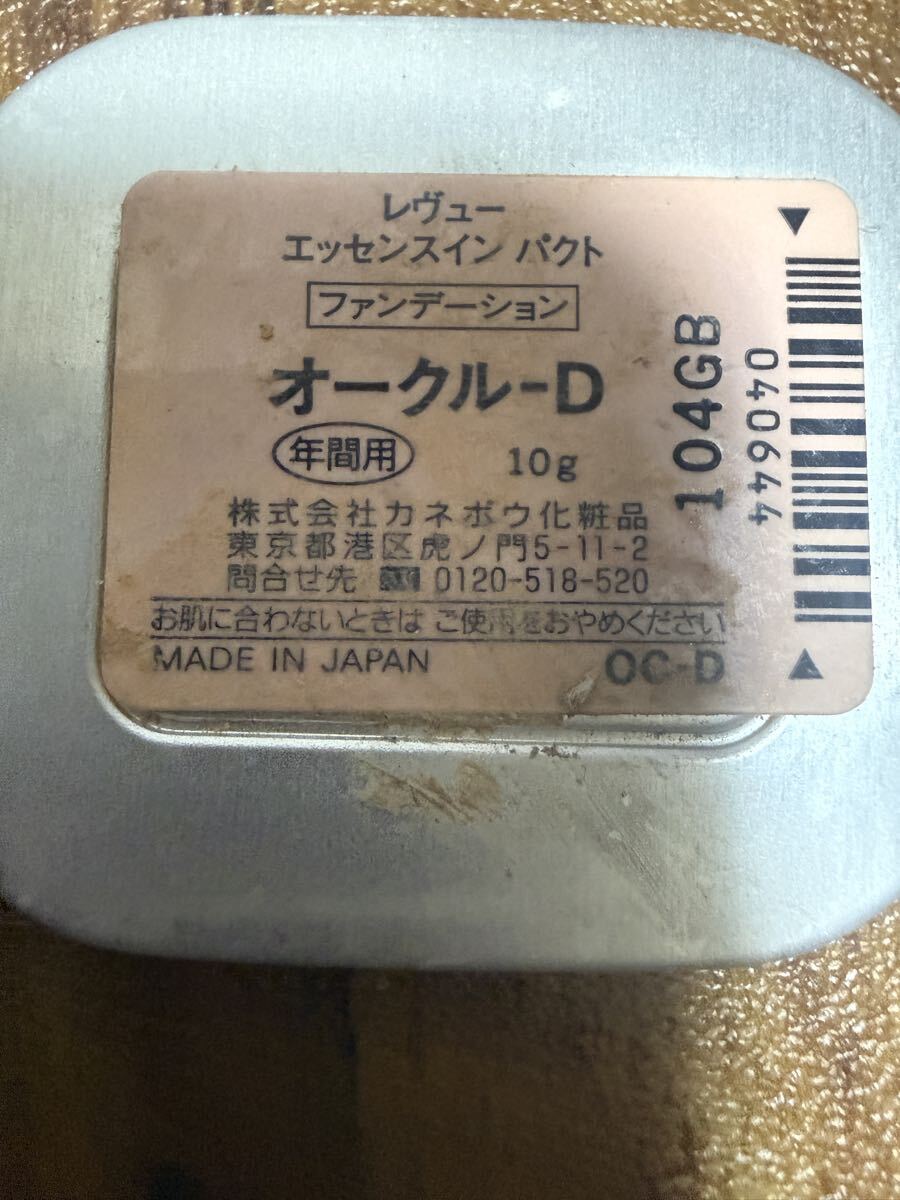 レヴュー
エッセンスイン パクト
ファンデーション
オークル-D
年間用 10g
株式会社カネボウ化粧品
東京都港区虎ノ門5-11-2
問合せ先 0120-518-520
お肌に合わないときは ご使用をおやめください
MADE IN JAPAN OC-D
104GB
040944